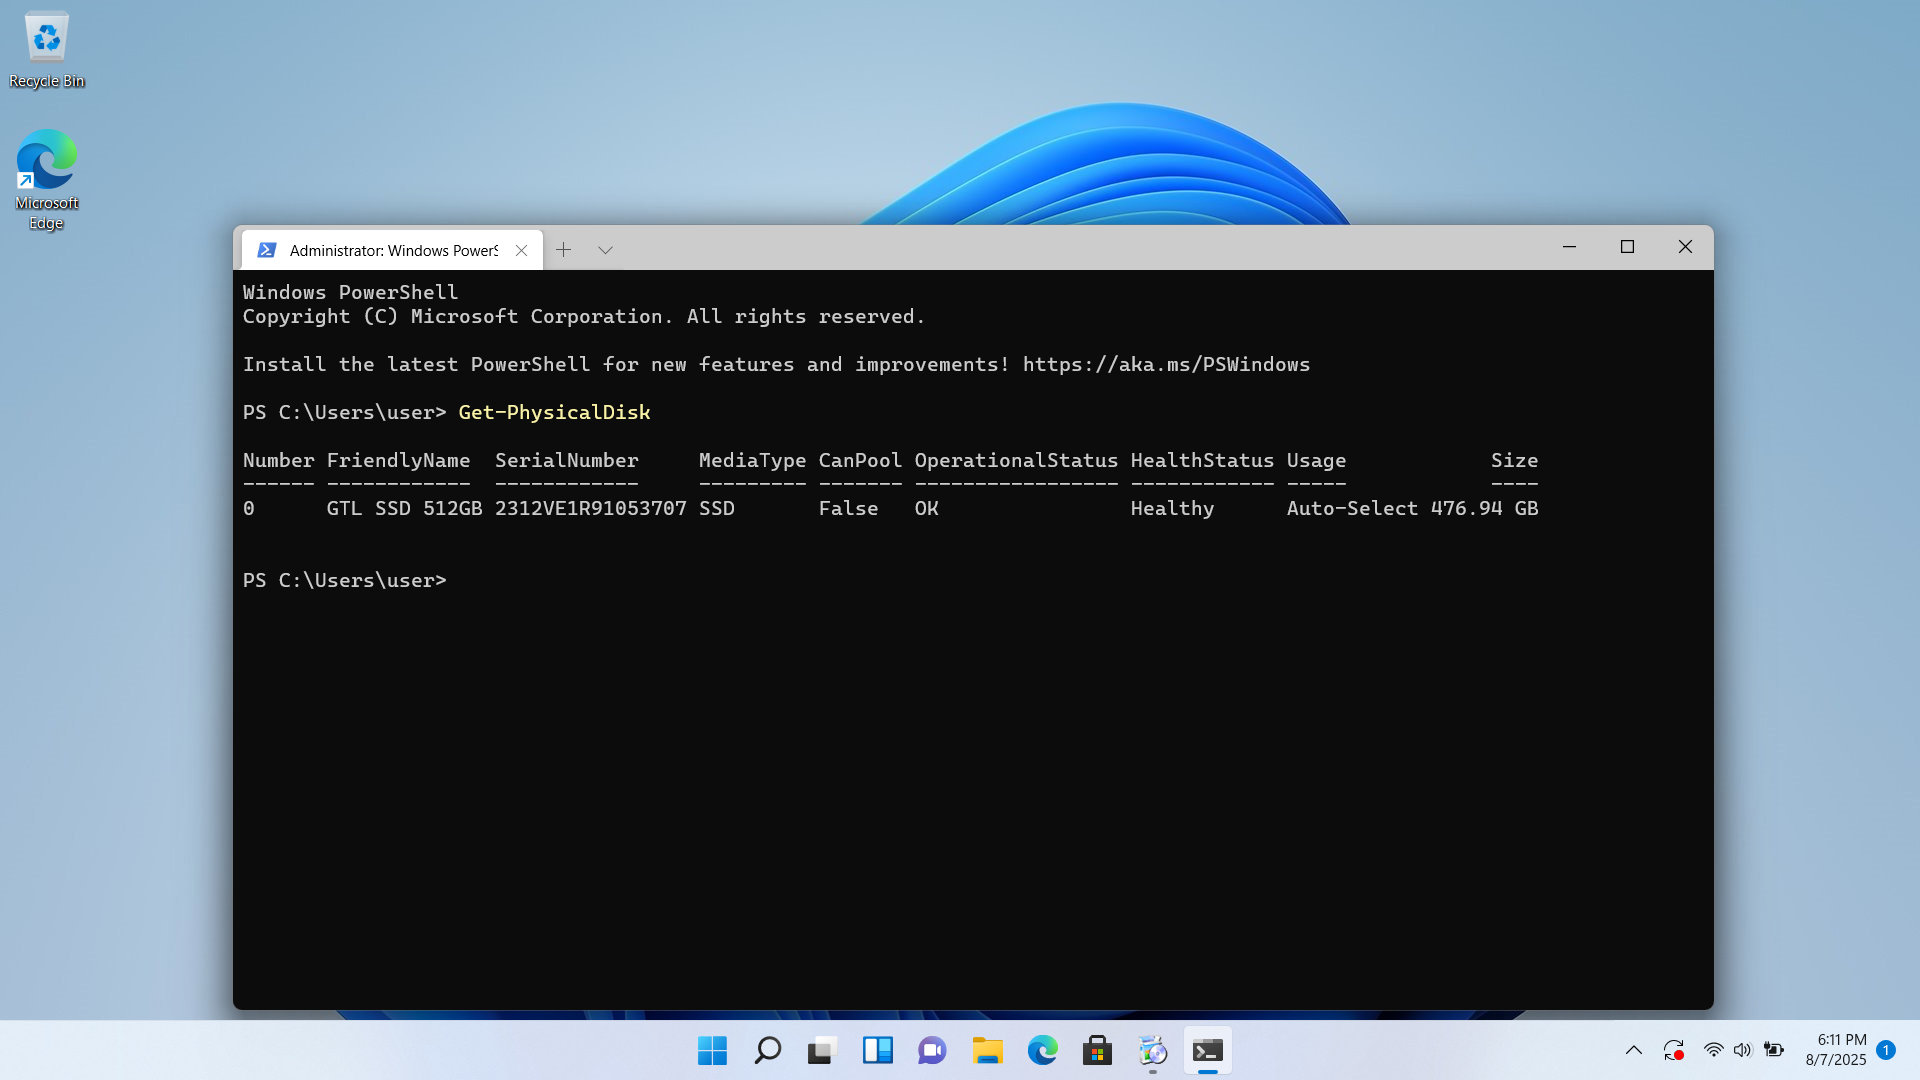 Recycle Bin
Microsoft
Edge
Administrator: Windows PowerS
Windows PowerShell
Copyright (C) Microsoft Corporation. All rights reserved.
Install the latest PowerShell for new features and improvements! https://aka.ms/PSWindows
PS C:\Users\user> Get-PhysicalDisk
Number FriendlyName SerialNumber MediaType CanPool OperationalStatus HealthStatus Usage Size
------ ------------ ------------ --------- ------- ----------------- ------------ ----- ----
0 GTL SSD 512GB 2312VE1R91053707 SSD False OK Healthy Auto-Select 476.94 GB
PS C:\Users\user>
6:11 PM
8/7/2025
1